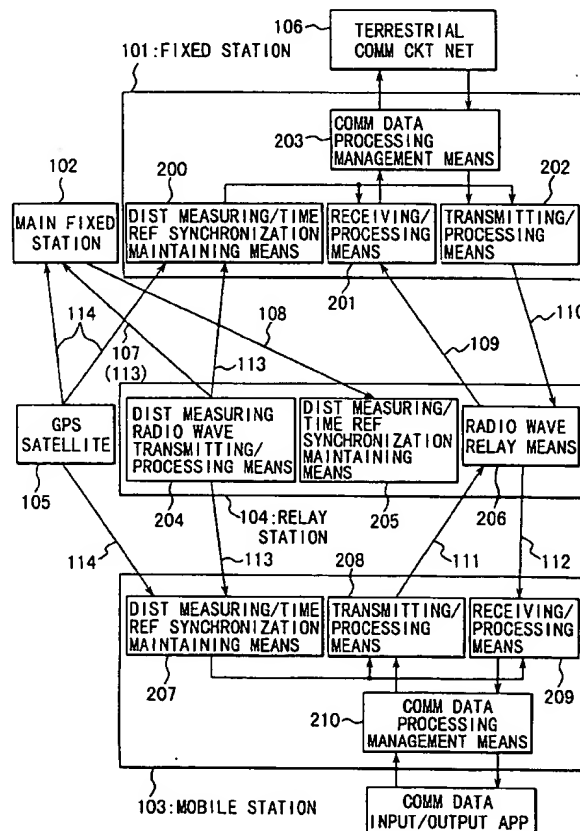 106
TERRESTRIAL
COMM CKT NET
101:FIXED STATION
203
COMM DATA
PROCESSING
MANAGEMENT MEANS
102
200
202
MAIN FIXED
STATION
DIST MEASURING/TIME
REF SYNCHRONIZATION
MAINTAINING MEANS
RECEIVING/
PROCESSING
MEANS
TRANSMITTING/
PROCESSING
MEANS
201
114
107
(113)
113
108
109
110
GPS
SATELLITE
105
DIST MEASURING
RADIO WAVE
TRANSMITTING/
PROCESSING MEANS
204
DIST MEASURING/
TIME REF
SYNCHRONIZATION
MAINTAINING
MEANS
205
RADIO WAVE
RELAY MEANS
206
104:RELAY
STATION
114
113
208
111
112
DIST MEASURING/TIME
REF SYNCHRONIZATION
MAINTAINING MEANS
207
TRANSMITTING/
PROCESSING
MEANS
RECEIVING/
PROCESSING
MEANS
209
210
COMM DATA
PROCESSING
MANAGEMENT MEANS
103:MOBILE STATION
COMM DATA
INPUT/OUTPUT APP